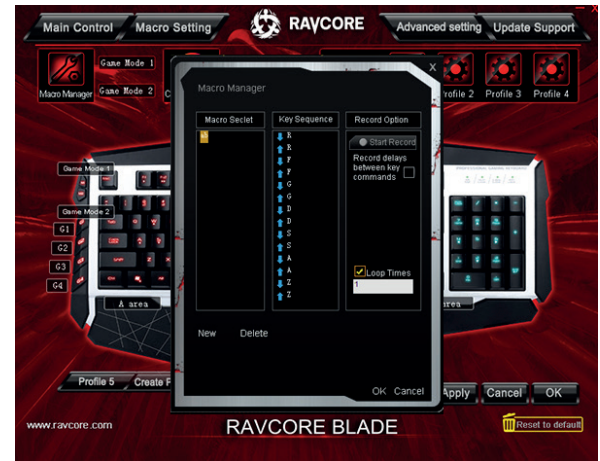 Main Control
Macro Setting
RAVCORE
Advanced setting
Update Support
X
Macro Manager
Game Mode 1
Game Mode 2
Profile 2
Profile 3
Profile 4
X
Macro Manager
Macro Seclet
Key Sequence
Record Option
R
R
F
F
G
G
D
D
S
S
A
A
Z
Z
Start Record
Record delays
between key
commands
Loop Times
1
New
Delete
OK
Cancel
Game Mode 1
Game Mode 2
G1
G2
G3
G4
A area
area
Profile 5
Create P
Apply
Cancel
OK
www.ravcore.com
RAVCORE BLADE
Reset to default